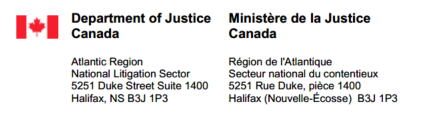 Department of Justice
Canada
Ministère de la Justice
Canada
Atlantic Region
National Litigation Sector
5251 Duke Street Suite 1400
Halifax, NS B3J 1P3
Région de l'Atlantique
Secteur national du contentieux
5251 Rue Duke, pièce 1400
Halifax (Nouvelle-Écosse) B3J 1P3